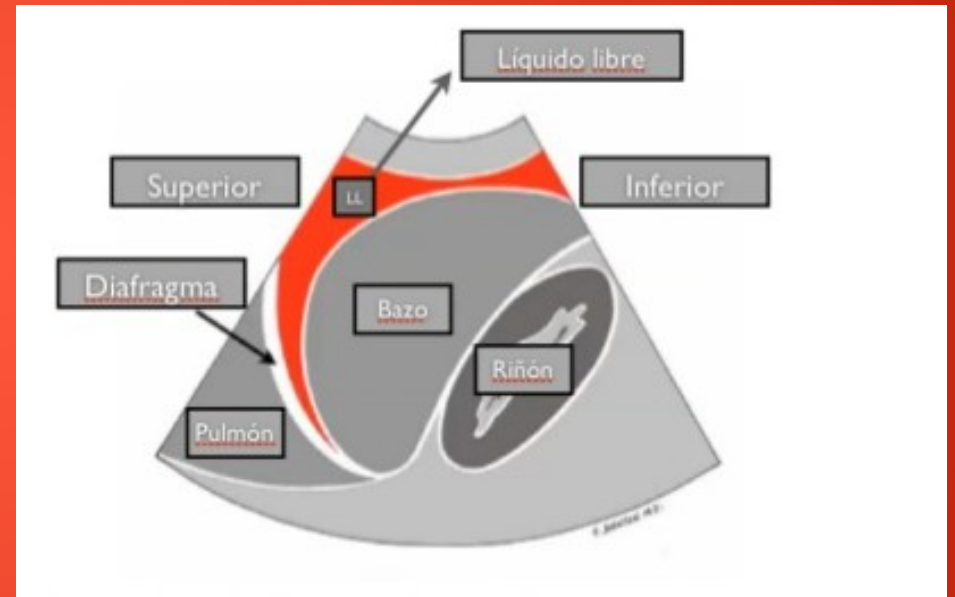 Líquido libre
Superior
LL
Inferior
Diafragma
Bazo
Riñón
Pulmón